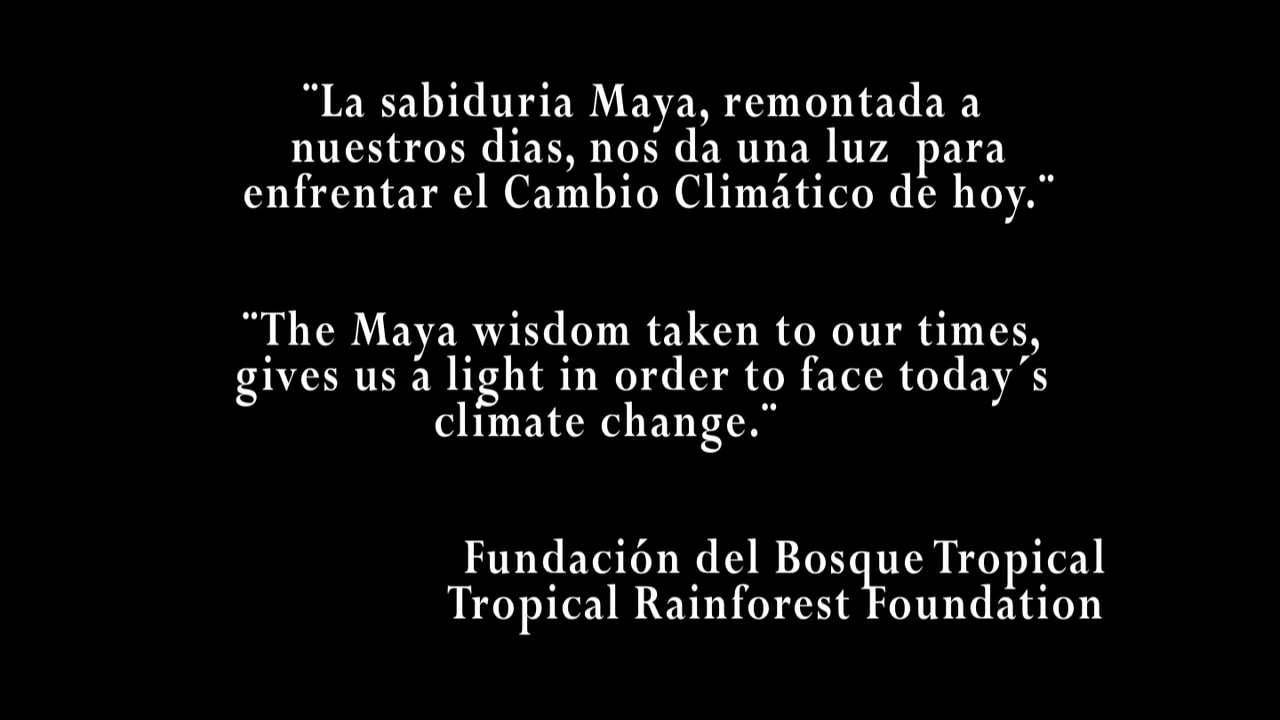 ¨La sabiduria Maya, remontada a
nuestros dias, nos da una luz  para
enfrentar el Cambio Climático de hoy.¨
¨The Maya wisdom taken to our times,
gives us a light in order to face today´s
climate change.¨
Fundación del Bosque Tropical
Tropical Rainforest Foundation